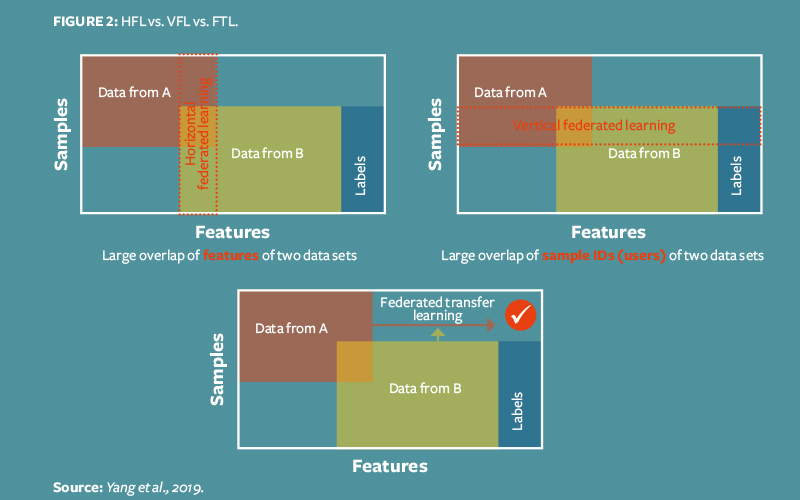 FIGURE 2: HFL vs. VFL vs. FTL.
Samples
Data from A
Horizontal
federated learning
Data from B
Labels
Features
Large overlap of features of two data sets
Samples
Data from A
Vertical federated learning
Data from B
Labels
Features
Large overlap of sample IDs (users) of two data sets
Samples
Data from A
Federated transfer
learning
Data from B
Labels
Features
Source: Yang et al., 2019.